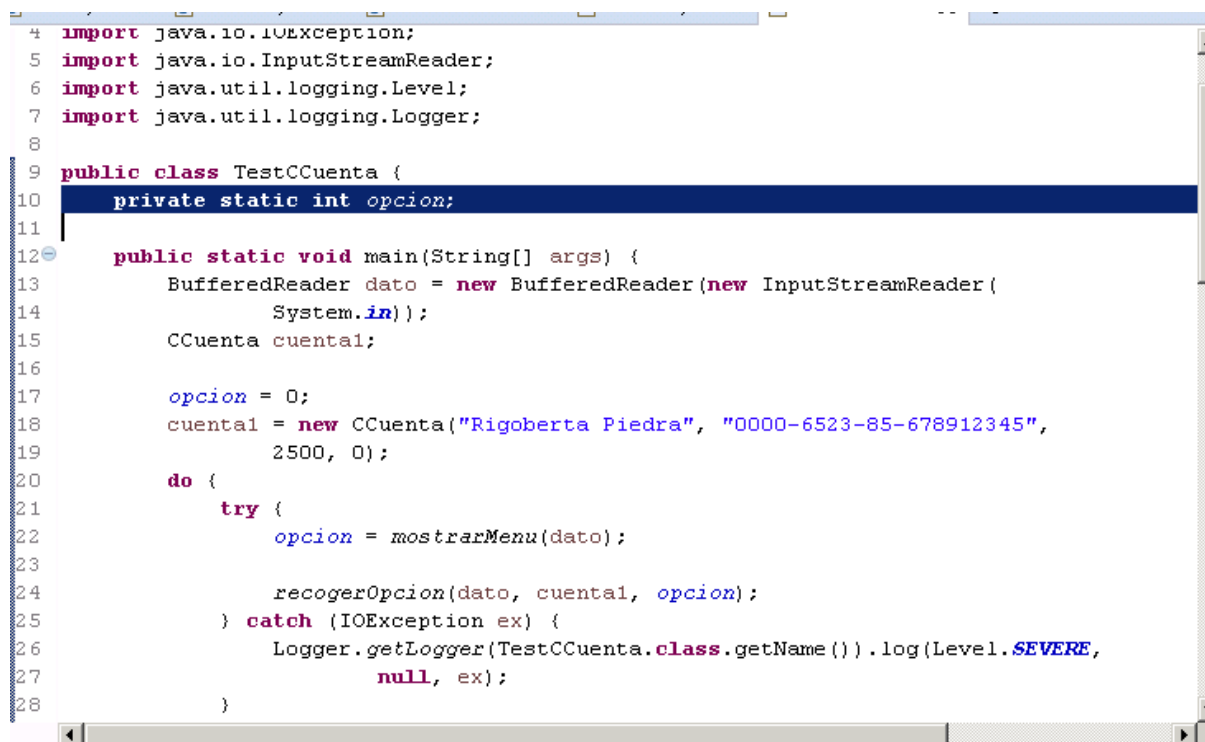 4 import java.io.IOException;
5 import java.io.InputStreamReader;
6 import java.util.logging.Level;
7 import java.util.logging.Logger;
8
9 public class TestCCuenta {
10     private static int opcion;
11
12     public static void main(String[] args) {
13         BufferedReader dato = new BufferedReader(new InputStreamReader(
14                 System.in));
15         CCuenta cuenta1;
16
17         opcion = 0;
18         cuenta1 = new CCuenta("Rigoberta Piedra", "0000-6523-85-678912345",
19                 2500, 0);
20         do {
21             try {
22                 opcion = mostrarMenu(dato);
23
24                 recogerOpcion(dato, cuenta1, opcion);
25             } catch (IOException ex) {
26                 Logger.getLogger(TestCCuenta.class.getName()).log(Level.SEVERE,
27                         null, ex);
28             }